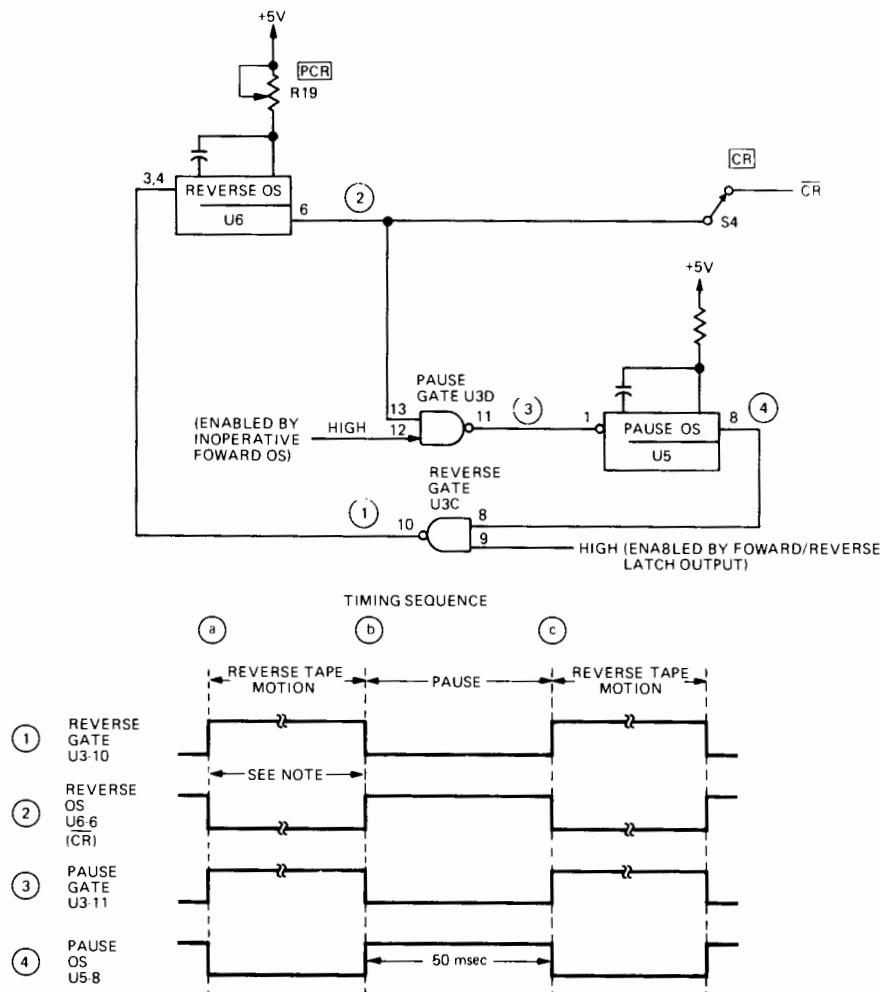 +5V
PCR
R19
3,4
REVERSE OS
U6
6
2
CR
CR
S4
+5V
PAUSE
GATE U3D
13
11
3
1
PAUSE OS
U5
8
4
(ENABLED BY
INOPERATIVE
FOWARD OS)
HIGH
12
REVERSE
GATE
U3C
1
10
8
9
HIGH (ENABLED BY FOWARD/REVERSE
LATCH OUTPUT)
TIMING SEQUENCE
a b c
REVERSE TAPE
MOTION
PAUSE
REVERSE TAPE
MOTION
1
REVERSE
GATE
U3-10
SEE NOTE
2
REVERSE
OS
U6-6
(CR)
3
PAUSE
GATE
U3-11
4
PAUSE
OS
U5-8
50 msec